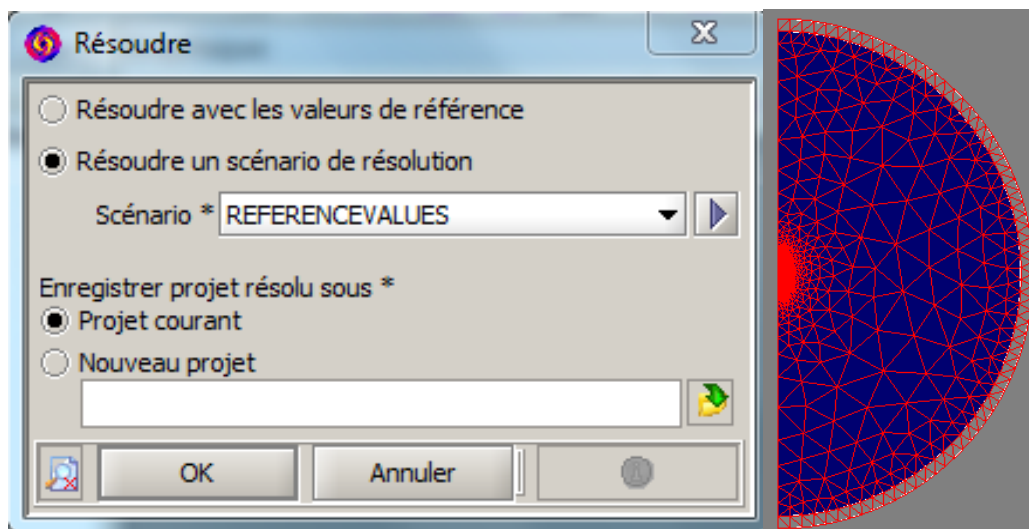 Résoudre
Résoudre avec les valeurs de référence
Résoudre un scénario de résolution
Scénario * REFERENCEVALUES
Enregistrer projet résolu sous *
Projet courant
Nouveau projet
OK Annuler